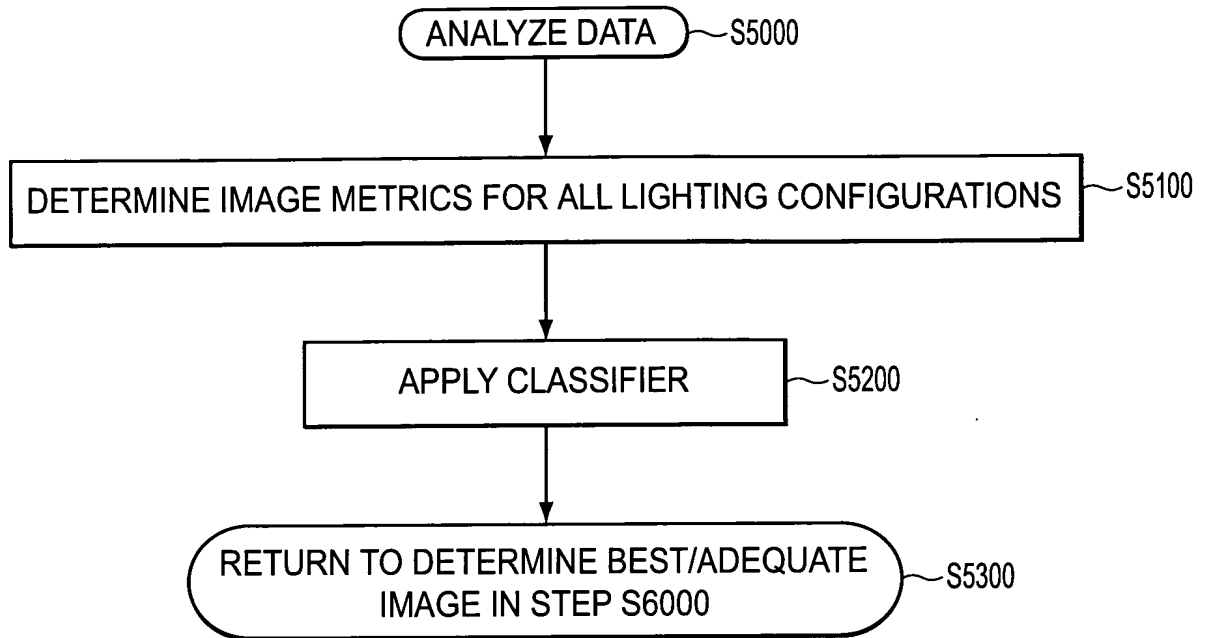 ANALYZE DATA
S5000
DETERMINE IMAGE METRICS FOR ALL LIGHTING CONFIGURATIONS
S5100
APPLY CLASSIFIER
S5200
RETURN TO DETERMINE BEST/ADEQUATE
IMAGE IN STEP S6000
S5300